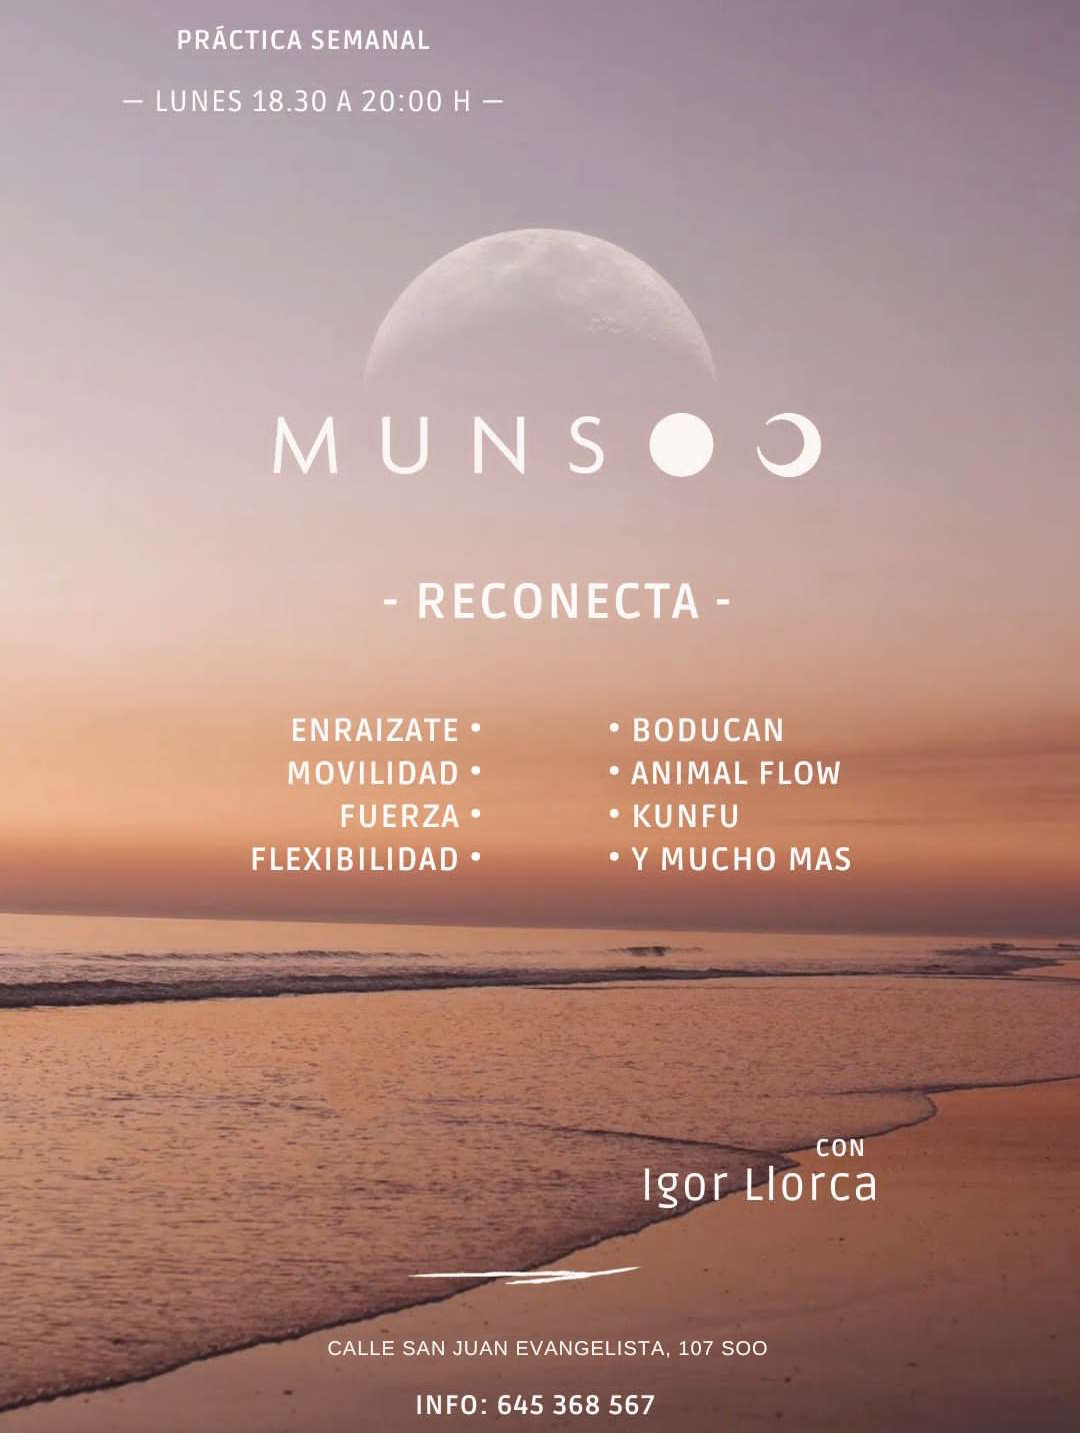 PRÁCTICA SEMANAL
— LUNES 18.30 A 20:00 H —
MUNSOO
- RECONECTA -
ENRAIZATE •
MOVILIDAD •
FUERZA •
FLEXIBILIDAD •
• BODUCAN
• ANIMAL FLOW
• KUNFU
• Y MUCHO MAS
CON
Igor Llorca
CALLE SAN JUAN EVANGELISTA, 107 SOO
INFO: 645 368 567